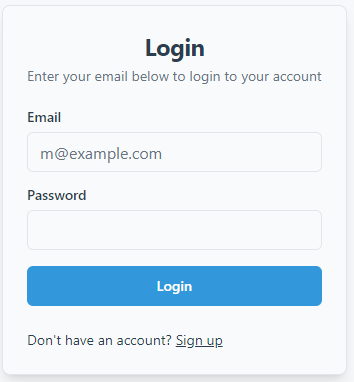 Login
Enter your email below to login to your account
Email
m@example.com
Password
Login
Don't have an account? Sign up